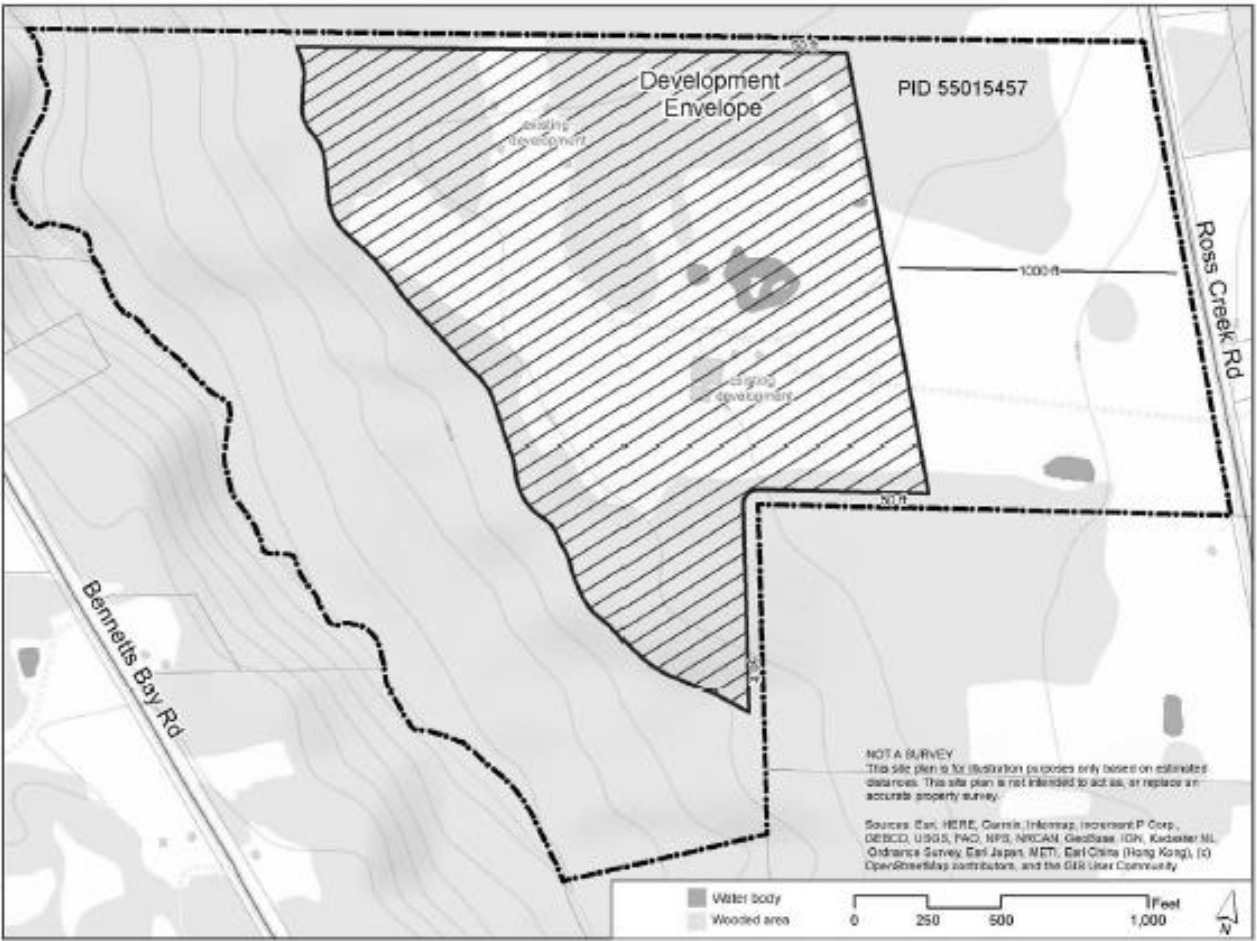 50 ft
Development
Envelope
PID 55015457
existing
development
Ross Creek Rd
1000 ft
existing
development
50 ft
Bennetts Bay Rd
50 ft
NOT A SURVEY
This site plan is for illustration purposes only based on estimated
distances. This site plan is not intended to act as, or replace an
accurate property survey.
Sources: Esri, HERE, Garmin, Intermap, increment P Corp.,
GEBCO, USGS, FAO, NPS, NRCAN, GeoBase, IGN, Kadaster NL,
Ordnance Survey, Esri Japan, METI, Esri China (Hong Kong), (c)
OpenStreetMap contributors, and the GIS User Community
Water body
Wooded area
Feet
0 250 500 1,000
N